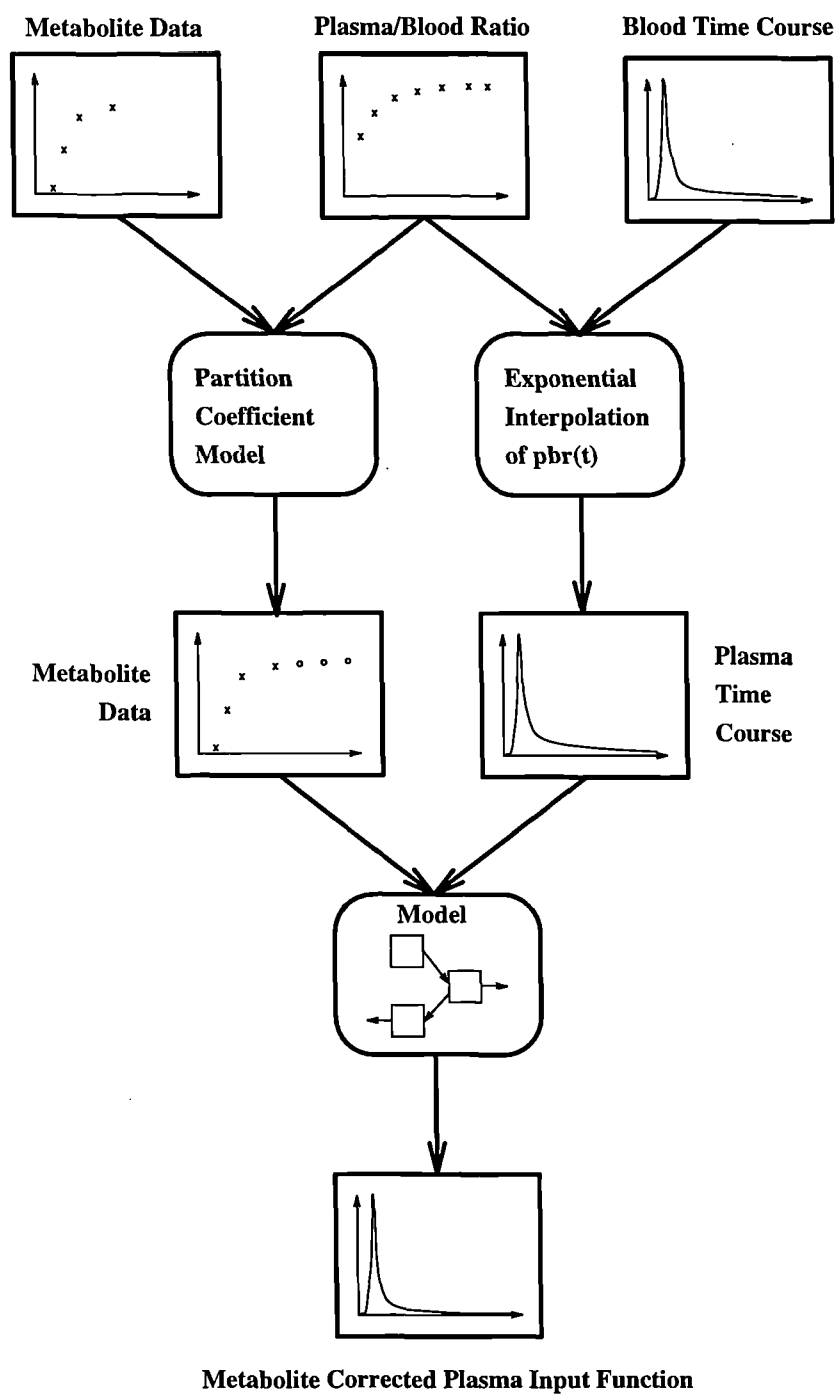 Metabolite Data
Plasma/Blood Ratio
Blood Time Course
Partition
Coefficient
Model
Exponential
Interpolation
of pbr(t)
Metabolite
Data
Plasma
Time
Course
Model
Metabolite Corrected Plasma Input Function